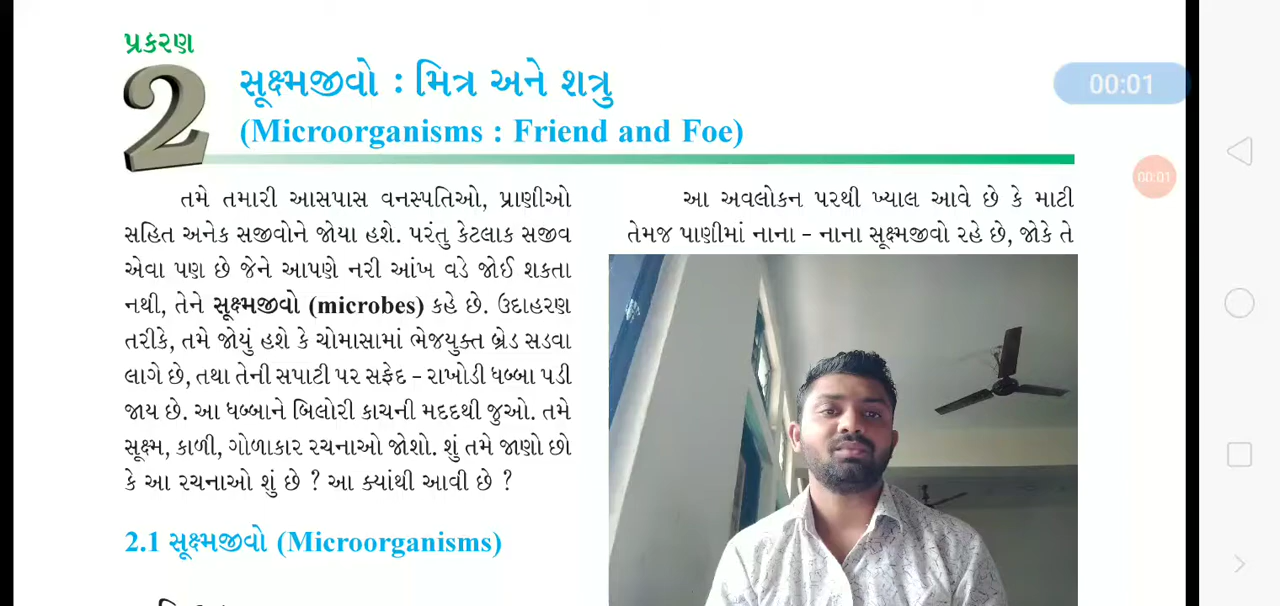 પ્રકરણ
2
સૂક્ષ્મજીવો : મિત્ર અને શત્રુ
(Microorganisms : Friend and Foe)
00:01
00:01
તમે તમારી આસપાસ વનસ્પતિઓ, પ્રાણીઓ
સહિત અનેક સજીવોને જોયા હશે. પરંતુ કેટલાક સજીવ
એવા પણ છે જેને આપણે નરી આંખ વડે જોઈ શકતા
નથી, તેને સૂક્ષ્મજીવો (microbes) કહે છે. ઉદાહરણ
તરીકે, તમે જોયું હશે કે ચોમાસામાં ભેજયુક્ત બ્રેડ સડવા
લાગે છે, તથા તેની સપાટી પર સફેદ – રાખોડી ધબ્બા પડી
જાય છે. આ ધબ્બાને બિલોરી કાચની મદદથી જુઓ. તમે
સૂક્ષ્મ, કાળી, ગોળાકાર રચનાઓ જોશો. શું તમે જાણો છો
કે આ રચનાઓ શું છે ? આ ક્યાંથી આવી છે ?
2.1 સૂક્ષ્મજીવો (Microorganisms)
આ અવલોકન પરથી ખ્યાલ આવે છે કે માટી
તેમજ પાણીમાં નાના – નાના સૂક્ષ્મજીવો રહે છે, જોકે તે